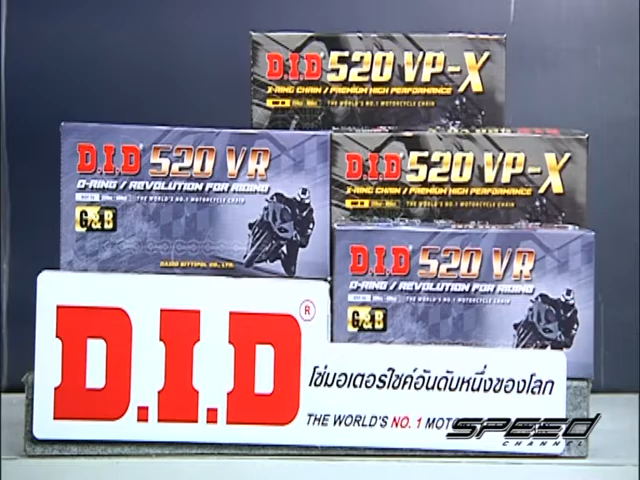 D.I.D 520 VP-X
X-RING CHAIN / PREMIUM HIGH PERFORMANCE
THE WORLD'S NO.1 MOTORCYCLE CHAIN
D.I.D 520 VR
O-RING / REVOLUTION FOR RIDING
THE WORLD'S NO.1 MOTORCYCLE CHAIN
G&B
DAIDO SITTIPOL CO., LTD.
D.I.D 520 VP-X
X-RING CHAIN / PREMIUM HIGH PERFORMANCE
THE WORLD'S NO.1 MOTORCYCLE CHAIN
D.I.D 520 VR
O-RING / REVOLUTION FOR RIDING
THE WORLD'S NO.1 MOTORCYCLE CHAIN
G&B
D.I.D ®
โซ่มอเตอร์ไซค์อันดับหนึ่งของโลก
THE WORLD'S NO. 1 MOT
SPEED
CHANNEL